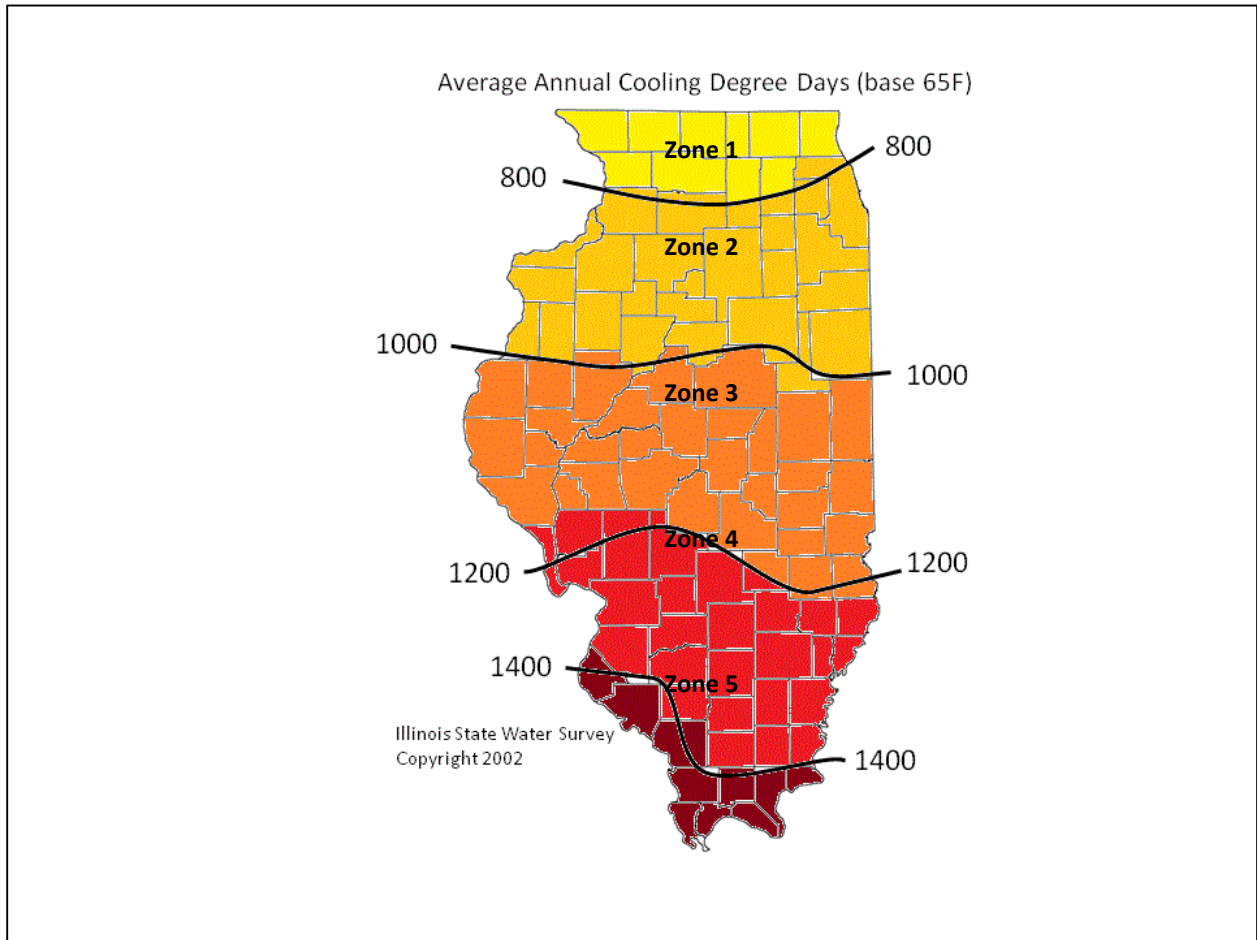 Average Annual Cooling Degree Days (base 65F)
Zone 1
800
800
Zone 2
1000
1000
Zone 3
Zone 4
1200
1200
1400
Zone 5
Illinois State Water Survey
Copyright 2002
1400